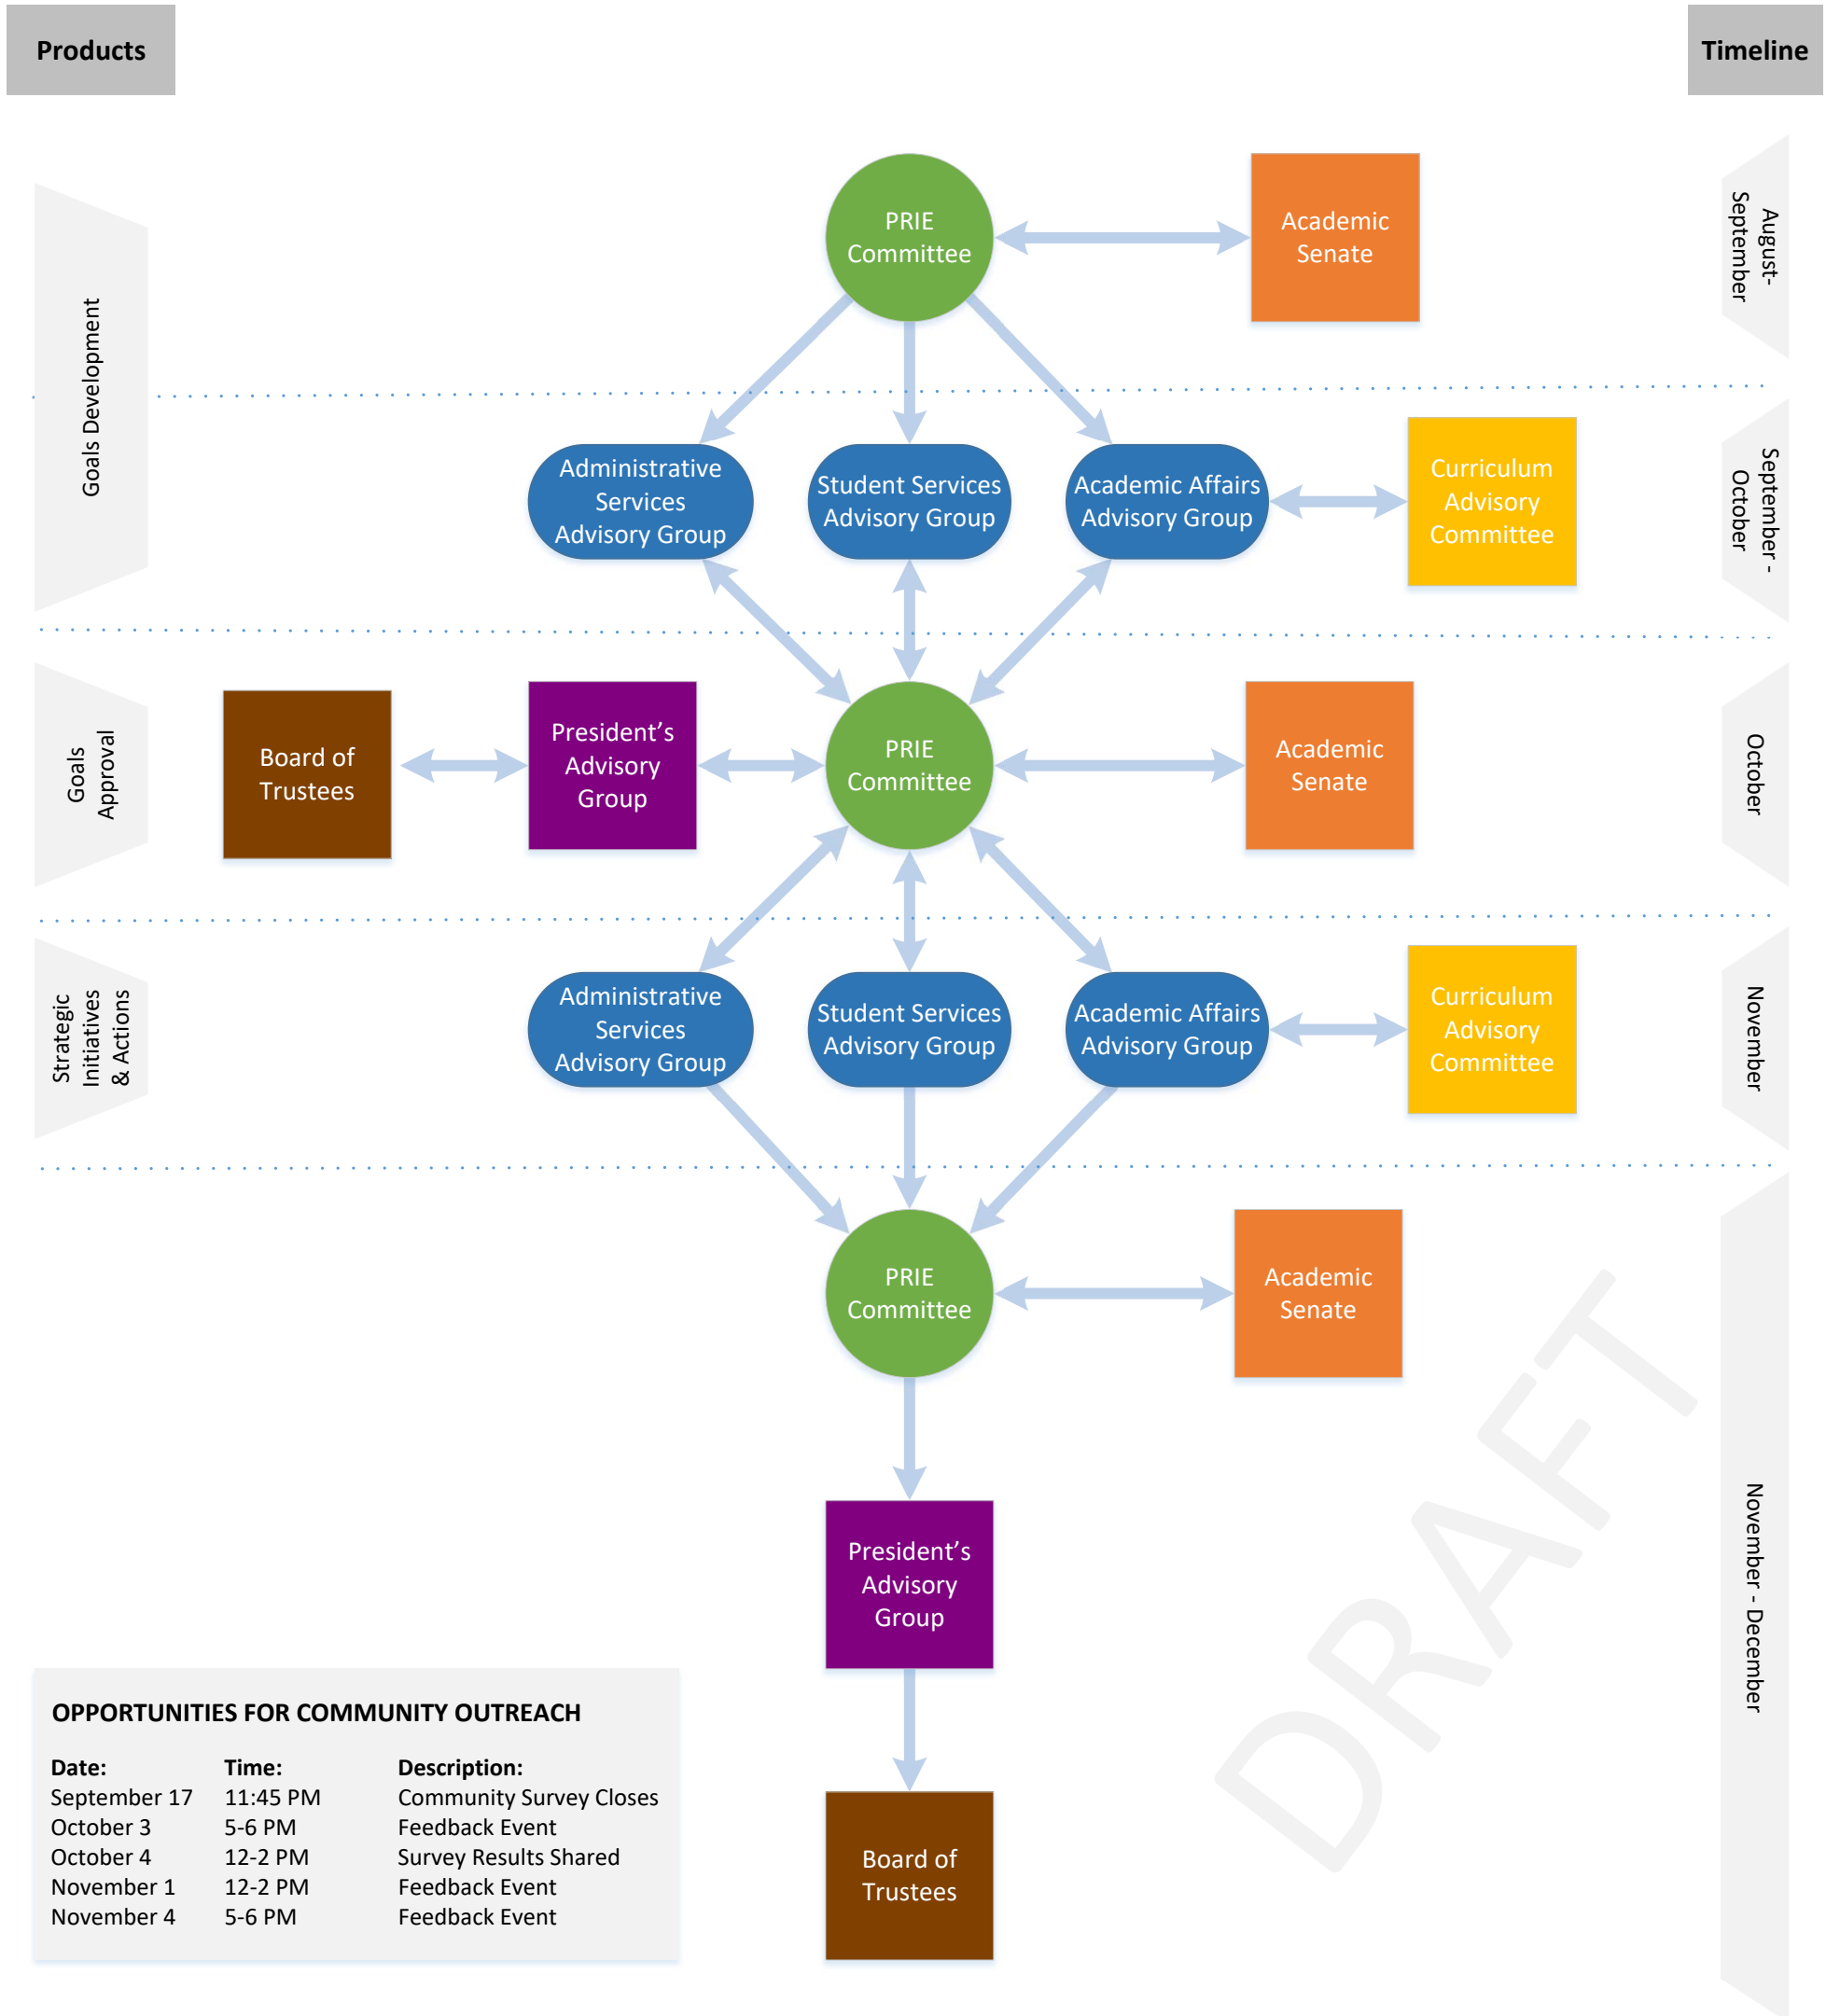 Products
Timeline
PRIE
Committee
Academic
Senate
August-
September
Goals Development
Administrative
Services
Advisory Group
Student Services
Advisory Group
Academic Affairs
Advisory Group
Curriculum
Advisory
Committee
September -
October
Goals
Approval
Board of
Trustees
President's
Advisory
Group
PRIE
Committee
Academic
Senate
October
Strategic
Initiatives
& Actions
Administrative
Services
Advisory Group
Student Services
Advisory Group
Academic Affairs
Advisory Group
Curriculum
Advisory
Committee
November
PRIE
Committee
Academic
Senate
President's
Advisory
Group
Board of
Trustees
November - December
DRAFT
OPPORTUNITIES FOR COMMUNITY OUTREACH
Date: Time: Description:
September 17 11:45 PM Community Survey Closes
October 3 5-6 PM Feedback Event
October 4 12-2 PM Survey Results Shared
November 1 12-2 PM Feedback Event
November 4 5-6 PM Feedback Event